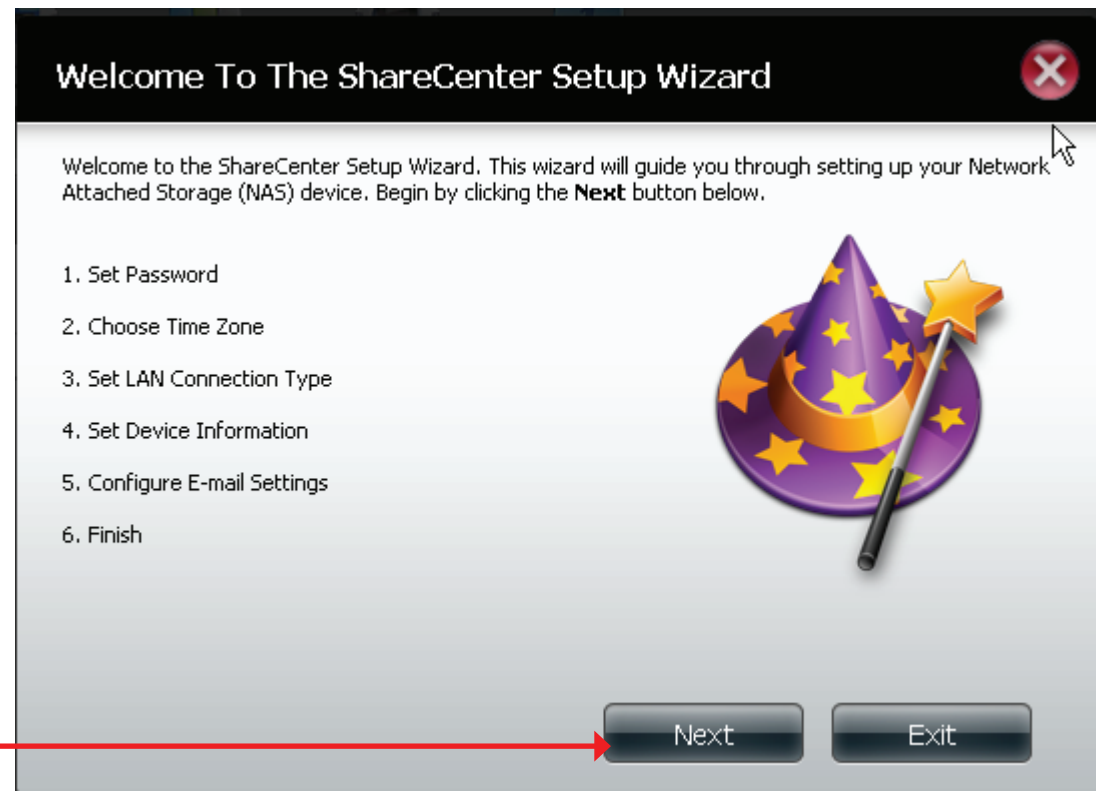 Welcome To The ShareCenter Setup Wizard
Welcome to the ShareCenter Setup Wizard. This wizard will guide you through setting up your Network
Attached Storage (NAS) device. Begin by clicking the Next button below.
1. Set Password
2. Choose Time Zone
3. Set LAN Connection Type
4. Set Device Information
5. Configure E-mail Settings
6. Finish
Next
Exit